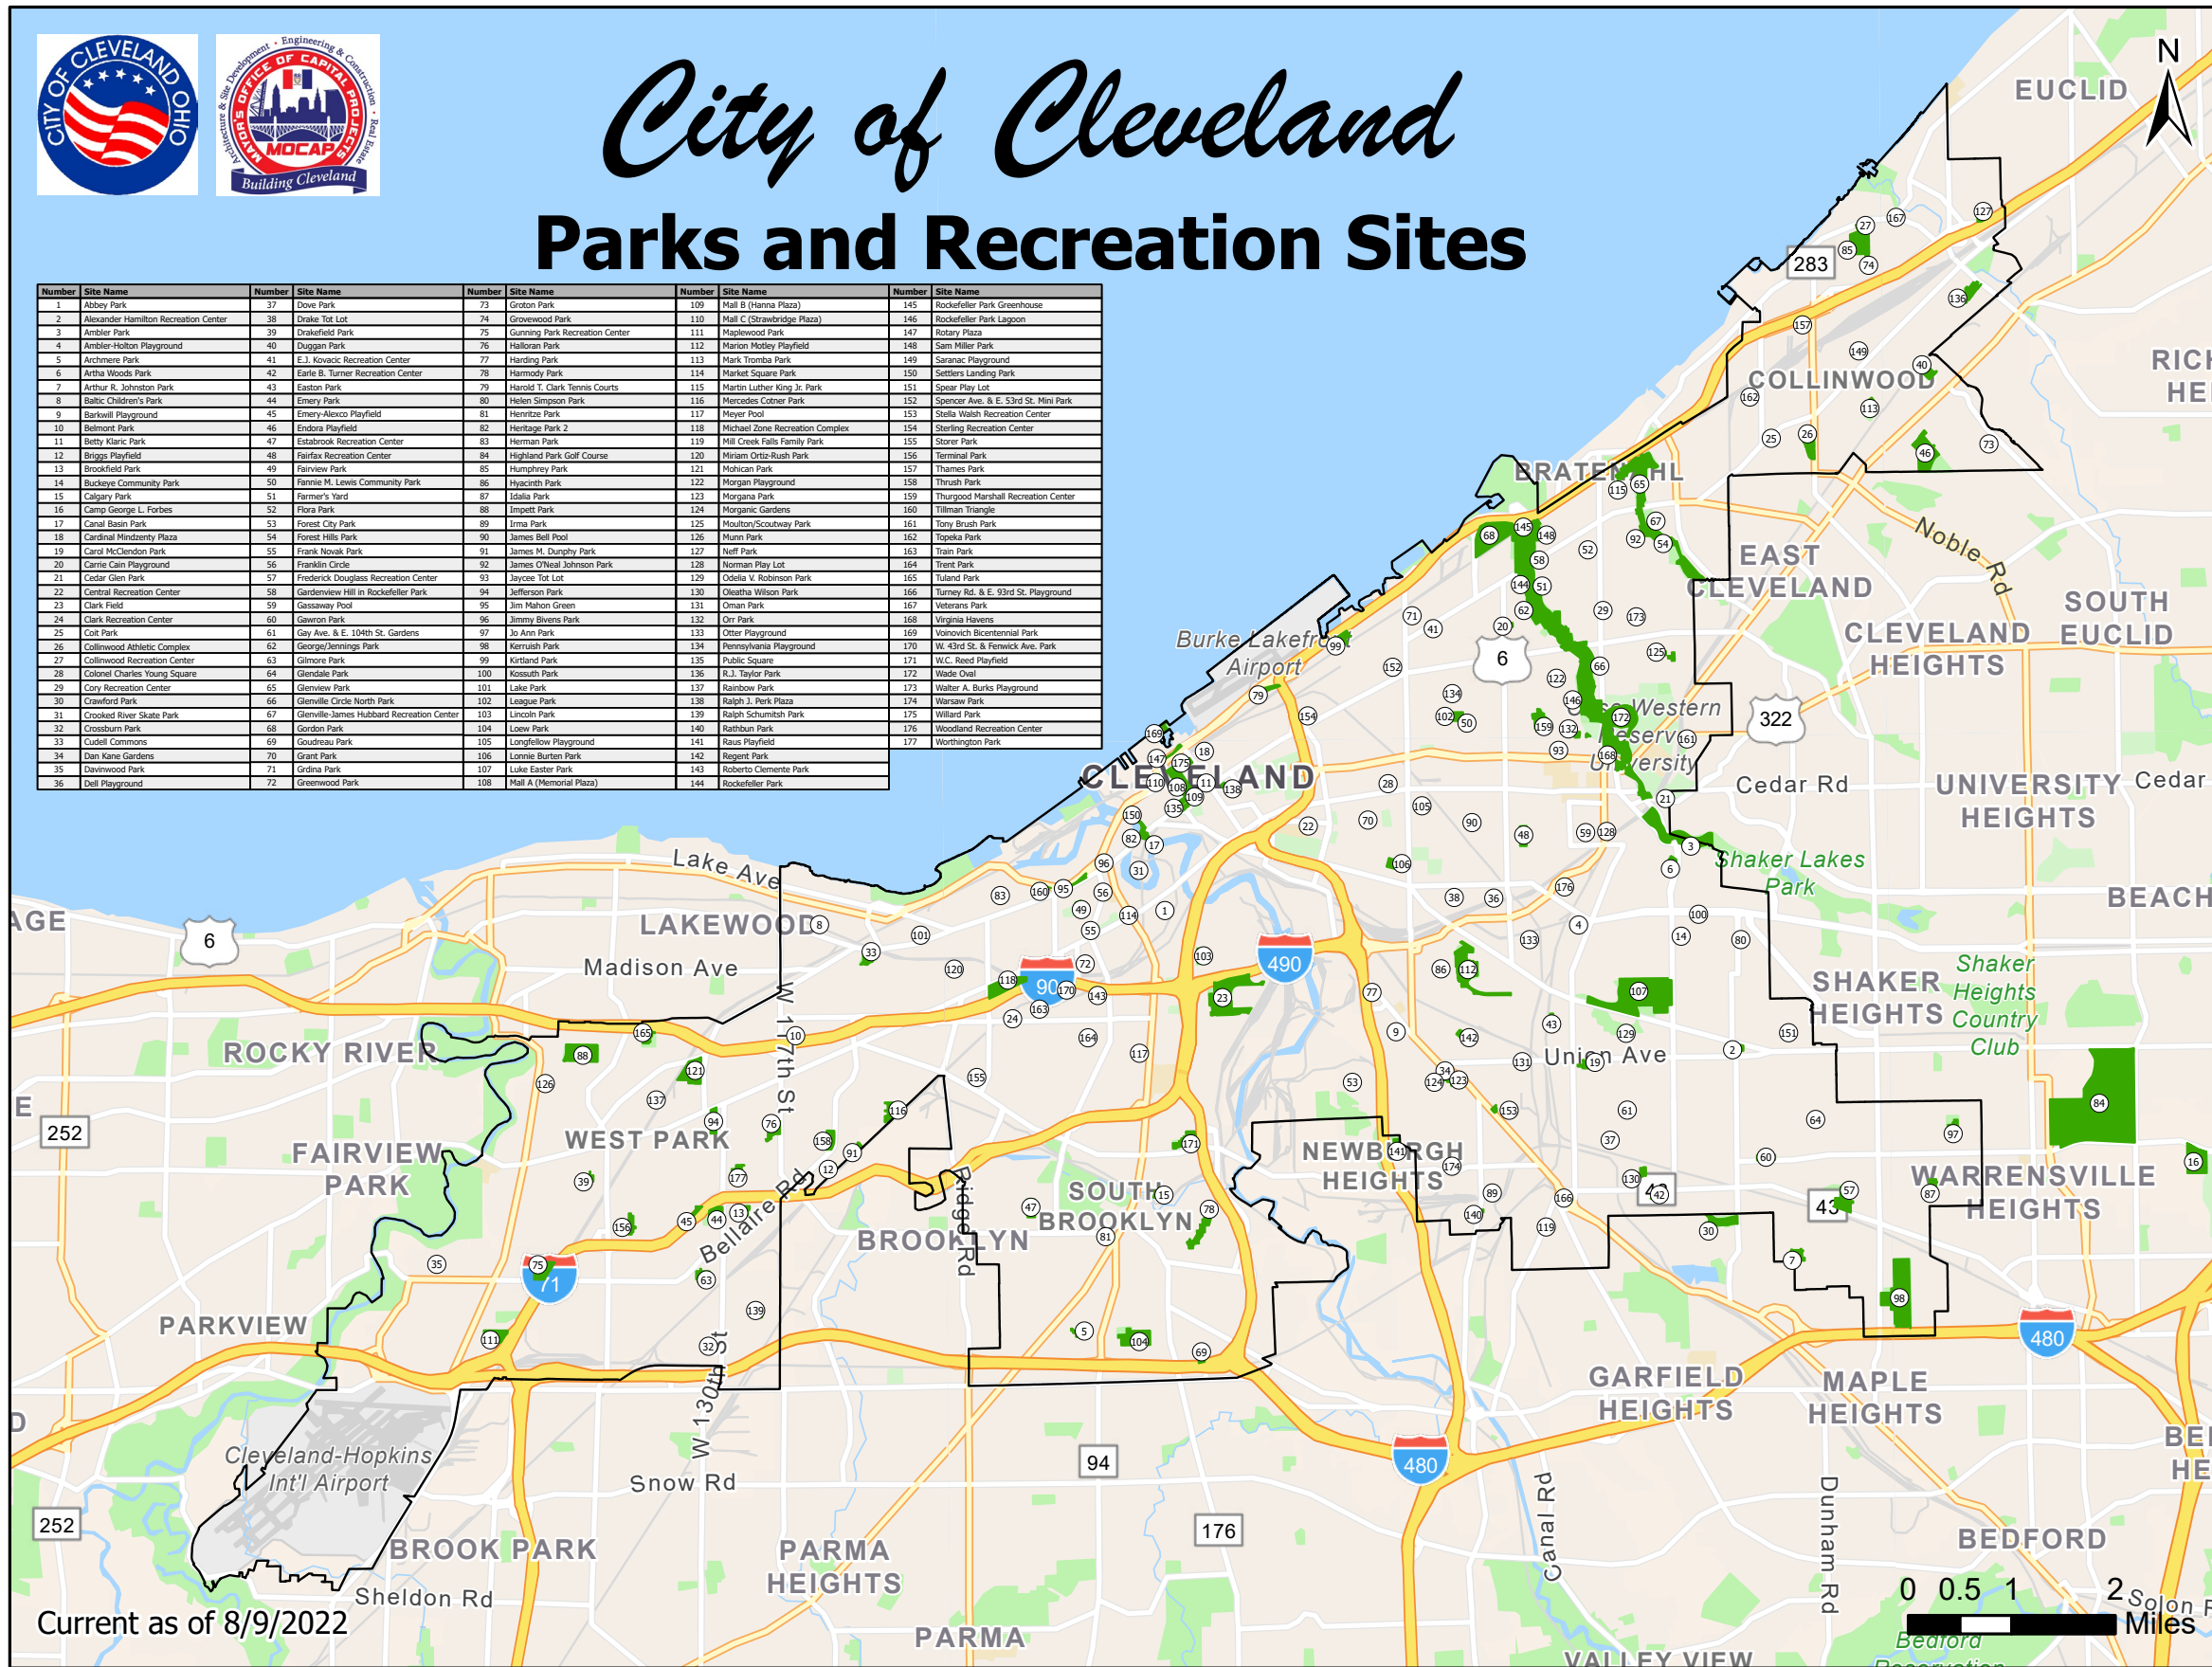 CITY OF CLEVELAND OHIO
Architecture & Site Development • Engineering & Construction • Real Estate
MAYOR'S OFFICE OF CAPITAL PROJECTS
MOCAP
Building Cleveland
City of Cleveland
Parks and Recreation Sites
N
Number Site Name Number Site Name Number Site Name Number Site Name Number Site Name
1 Abbey Park 37 Dove Park 73 Groton Park 109 Mall B (Hanna Plaza) 145 Rockefeller Park Greenhouse
2 Alexander Hamilton Recreation Center 38 Drake Tot Lot 74 Grovewood Park 110 Mall C (Strawbridge Plaza) 146 Rockefeller Park Lagoon
3 Ambler Park 39 Drakefield Park 75 Gunning Park Recreation Center 111 Maplewood Park 147 Rotary Plaza
4 Ambler-Holton Playground 40 Duggan Park 76 Halloran Park 112 Marion Motley Playfield 148 Sam Miller Park
5 Archmere Park 41 E.J. Kovacic Recreation Center 77 Harding Park 113 Mark Tromba Park 149 Saranac Playground
6 Artha Woods Park 42 Earle B. Turner Recreation Center 78 Harmody Park 114 Market Square Park 150 Settlers Landing Park
7 Arthur R. Johnston Park 43 Easton Park 79 Harold T. Clark Tennis Courts 115 Martin Luther King Jr. Park 151 Spear Play Lot
8 Baltic Children's Park 44 Emery Park 80 Helen Simpson Park 116 Mercedes Cotner Park 152 Spencer Ave. & E. 53rd St. Mini Park
9 Barkwill Playground 45 Emery-Alexco Playfield 81 Henritze Park 117 Meyer Pool 153 Stella Walsh Recreation Center
10 Belmont Park 46 Endora Playfield 82 Heritage Park 2 118 Michael Zone Recreation Complex 154 Sterling Recreation Center
11 Betty Klaric Park 47 Estabrook Recreation Center 83 Herman Park 119 Mill Creek Falls Family Park 155 Storer Park
12 Briggs Playfield 48 Fairfax Recreation Center 84 Highland Park Golf Course 120 Miriam Ortiz-Rush Park 156 Terminal Park
13 Brookfield Park 49 Fairview Park 85 Humphrey Park 121 Mohican Park 157 Thames Park
14 Buckeye Community Park 50 Fannie M. Lewis Community Park 86 Hyacinth Park 122 Morgan Playground 158 Thrush Park
15 Calgary Park 51 Farmer's Yard 87 Idalia Park 123 Morgana Park 159 Thurgood Marshall Recreation Center
16 Camp George L. Forbes 52 Flora Park 88 Impett Park 124 Morganic Gardens 160 Tillman Triangle
17 Canal Basin Park 53 Forest City Park 89 Irma Park 125 Moulton/Scoutway Park 161 Tony Brush Park
18 Cardinal Mindzenty Plaza 54 Forest Hills Park 90 James Bell Pool 126 Munn Park 162 Topeka Park
19 Carol McClendon Park 55 Frank Novak Park 91 James M. Dunphy Park 127 Neff Park 163 Train Park
20 Carrie Cain Playground 56 Franklin Circle 92 James O'Neal Johnson Park 128 Norman Play Lot 164 Trent Park
21 Cedar Glen Park 57 Frederick Douglass Recreation Center 93 Jaycee Tot Lot 129 Odelia V. Robinson Park 165 Tuland Park
22 Central Recreation Center 58 Gardenview Hill in Rockefeller Park 94 Jefferson Park 130 Oleatha Wilson Park 166 Turney Rd. & E. 93rd St. Playground
23 Clark Field 59 Gassaway Pool 95 Jim Mahon Green 131 Oman Park 167 Veterans Park
24 Clark Recreation Center 60 Gawron Park 96 Jimmy Bivens Park 132 Orr Park 168 Virginia Havens
25 Coit Park 61 Gay Ave. & E. 104th St. Gardens 97 Jo Ann Park 133 Otter Playground 169 Voinovich Bicentennial Park
26 Collinwood Athletic Complex 62 George/Jennings Park 98 Kerruish Park 134 Pennsylvania Playground 170 W. 43rd St. & Fenwick Ave. Park
27 Collinwood Recreation Center 63 Gilmore Park 99 Kirtland Park 135 Public Square 171 W.C. Reed Playfield
28 Colonel Charles Young Square 64 Glendale Park 100 Kossuth Park 136 R.J. Taylor Park 172 Wade Oval
29 Cory Recreation Center 65 Glenview Park 101 Lake Park 137 Rainbow Park 173 Walter A. Burks Playground
30 Crawford Park 66 Glenville Circle North Park 102 League Park 138 Ralph J. Perk Plaza 174 Warsaw Park
31 Crooked River Skate Park 67 Glenville-James Hubbard Recreation Center 103 Lincoln Park 139 Ralph Schumitsh Park 175 Willard Park
32 Crossburn Park 68 Gordon Park 104 Loew Park 140 Rathbun Park 176 Woodland Recreation Center
33 Cudell Commons 69 Goudreau Park 105 Longfellow Playground 141 Raus Playfield 177 Worthington Park
34 Dan Kane Gardens 70 Grant Park 106 Lonnie Burten Park 142 Regent Park
35 Davinwood Park 71 Grdina Park 107 Luke Easter Park 143 Roberto Clemente Park
36 Dell Playground 72 Greenwood Park 108 Mall A (Memorial Plaza) 144 Rockefeller Park
EUCLID
283
COLLINWOOD
Noble Rd
EAST
CLEVELAND
SOUTH
EUCLID
CLEVELAND
HEIGHTS
Burke Lakefront
Airport
6
322
CLEVELAND
Cedar Rd
UNIVERSITY
HEIGHTS
Cedar
Shaker Lakes
Park
Lake Ave
LAKEWOOD
6
Madison Ave
W 117th St
90
490
SHAKER
HEIGHTS
Shaker
Heights
Country
Club
ROCKY RIVER
Union Ave
252
WEST PARK
FAIRVIEW
PARK
NEWBURGH
HEIGHTS
WARRENSVILLE
HEIGHTS
43
Bellaire Rd
Ridge Rd
SOUTH
BROOKLYN
BROOKLYN
71
PARKVIEW
W 130th St
480
GARFIELD
HEIGHTS
MAPLE
HEIGHTS
Cleveland-Hopkins
Int'l Airport
Snow Rd
94
480
252
176
BROOK PARK
PARMA
HEIGHTS
Canal Rd
Dunham Rd
BEDFORD
Sheldon Rd
0 0.5 1 2
Miles
Solon
Current as of 8/9/2022
PARMA
VALLEY VIEW
Bedford